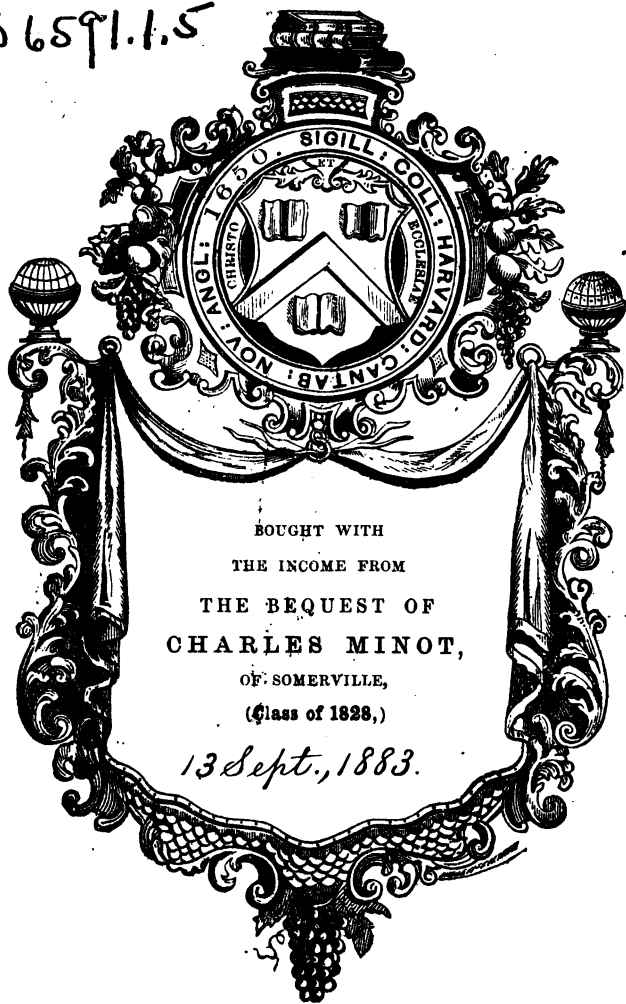 6591.1.5
SIGILL: COLL: HARVARD: CANTAB: NOV: ANGL: 1650.
ET
CHRISTO
ECCLESIAE
BOUGHT WITH
THE INCOME FROM
THE BEQUEST OF
CHARLES MINOT,
OF SOMERVILLE,
(Class of 1828,)
13 Sept., 1883.